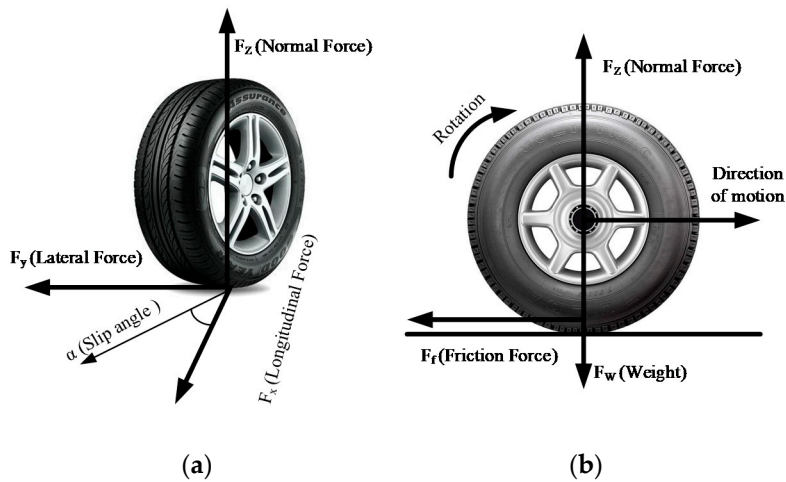 F_Z (Normal Force)
assurance
F_y (Lateral Force)
α (Slip angle )
F_x (Longitudinal Force)
(a)
F_Z (Normal Force)
Rotation
Direction
of motion
F_f (Friction Force)
F_W (Weight)
(b)